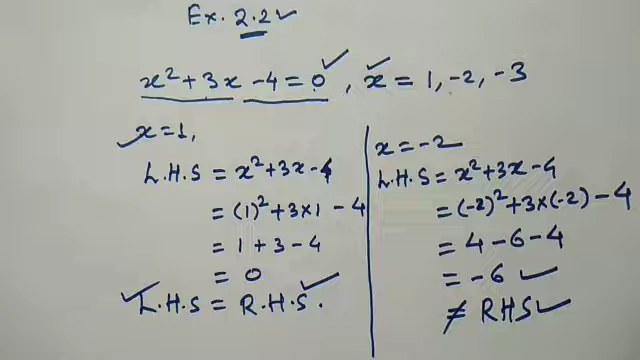 Ex. 2.2
x² + 3x - 4 = 0, x = 1, -2, -3
x = 1,
L.H.S = x² + 3x - 4
= (1)² + 3 × 1 - 4
= 1 + 3 - 4
= 0
L.H.S = R.H.S.
x = -2
L.H.S = x² + 3x - 4
= (-2)² + 3 × (-2) - 4
= 4 - 6 - 4
= -6
≠ RHS